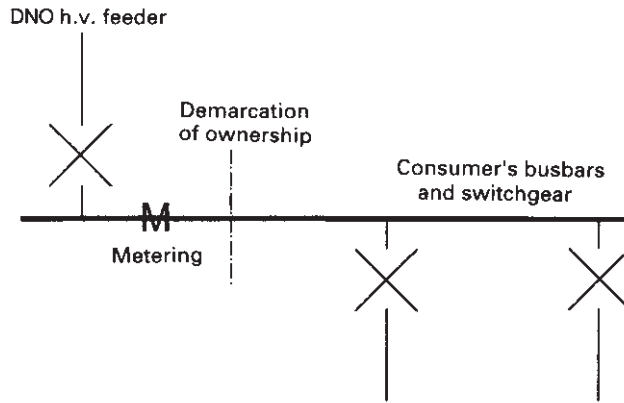 DNO h.v. feeder
Demarcation
of ownership
Consumer's busbars
and switchgear
M
Metering